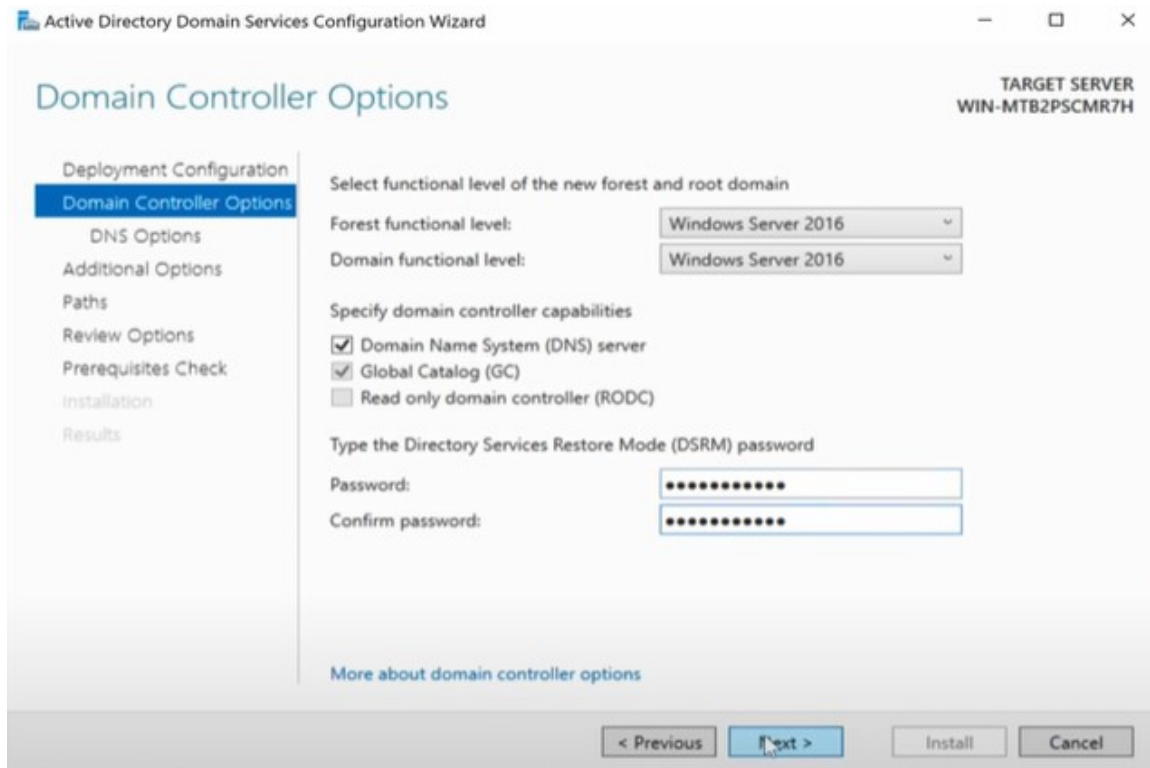 Active Directory Domain Services Configuration Wizard
Domain Controller Options
TARGET SERVER
WIN-MTB2PSCMR7H
Deployment Configuration
Domain Controller Options
DNS Options
Additional Options
Paths
Review Options
Prerequisites Check
Installation
Results
Select functional level of the new forest and root domain
Forest functional level: Windows Server 2016
Domain functional level: Windows Server 2016
Specify domain controller capabilities
Domain Name System (DNS) server
Global Catalog (GC)
Read only domain controller (RODC)
Type the Directory Services Restore Mode (DSRM) password
Password: •••••••••••
Confirm password: •••••••••••
More about domain controller options
< Previous Next > Install Cancel